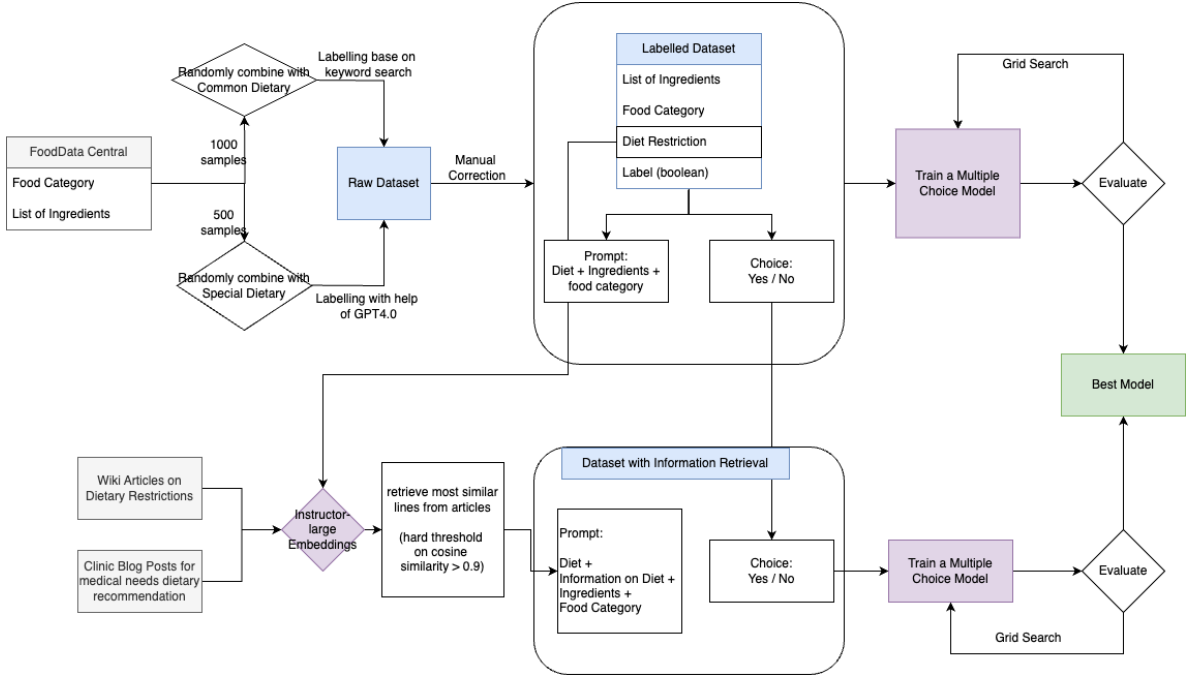 FoodData Central
Food Category
List of Ingredients
1000
samples
500
samples
Randomly combine with
Common Dietary
Labelling base on
keyword search
Randomly combine with
Special Dietary
Labelling with help
of GPT4.0
Raw Dataset
Manual
Correction
Labelled Dataset
List of Ingredients
Food Category
Diet Restriction
Label (boolean)
Prompt:
Diet + Ingredients +
food category
Choice:
Yes / No
Train a Multiple
Choice Model
Grid Search
Evaluate
Best Model
Wiki Articles on
Dietary Restrictions
Clinic Blog Posts for
medical needs dietary
recommendation
Instructor-
large
Embeddings
retrieve most similar
lines from articles
(hard threshold
on cosine
similarity > 0.9)
Dataset with Information Retrieval
Prompt:
Diet +
Information on Diet +
Ingredients +
Food Category
Choice:
Yes / No
Train a Multiple
Choice Model
Evaluate
Grid Search